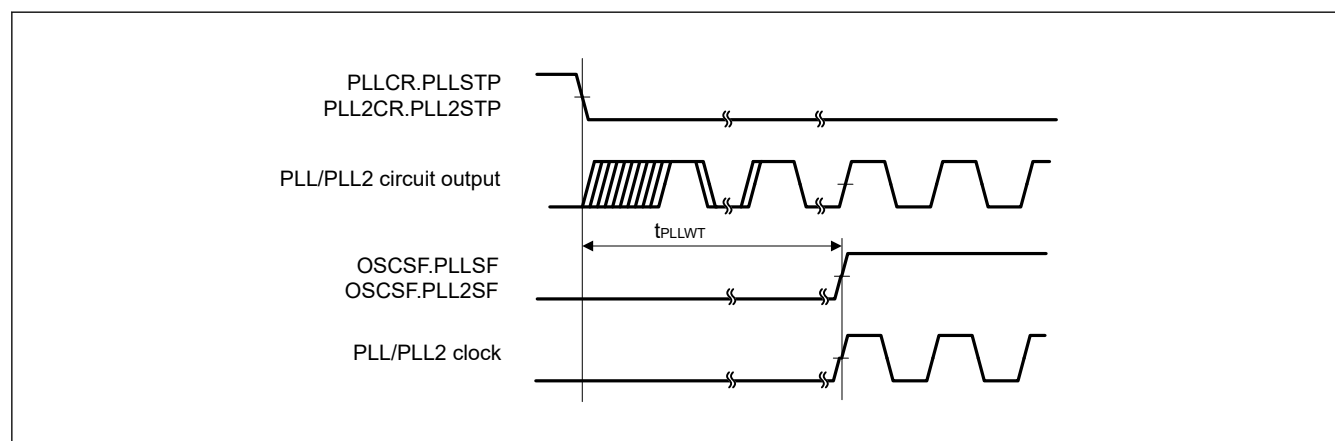 PLLCR.PLLSTP
PLL2CR.PLL2STP
PLL/PLL2 circuit output
tPLLWT
OSCSF.PLLSF
OSCSF.PLL2SF
PLL/PLL2 clock